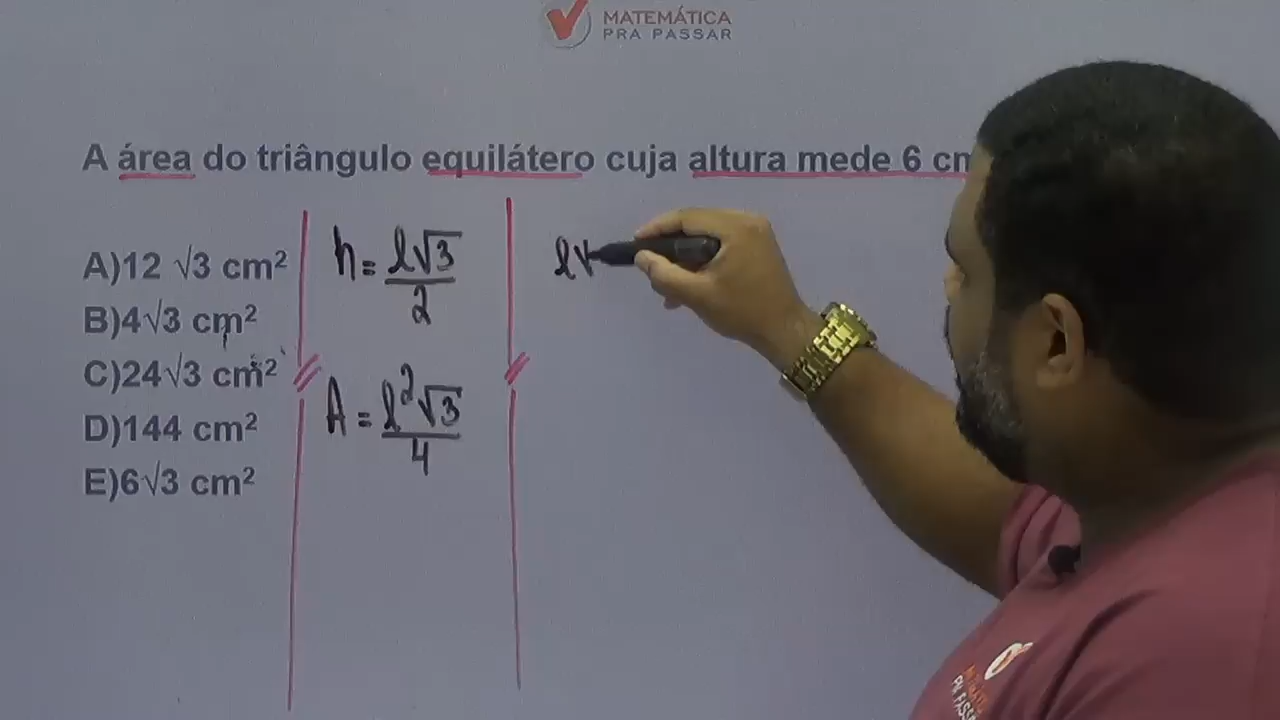 MATEMÁTICA
PRA PASSAR
A área do triângulo equilátero cuja altura mede 6 cm
A)12 √3 cm²
B)4√3 cm²
C)24√3 cm²
D)144 cm²
E)6√3 cm²
h = l√3/2
A = l²√3/4
l√